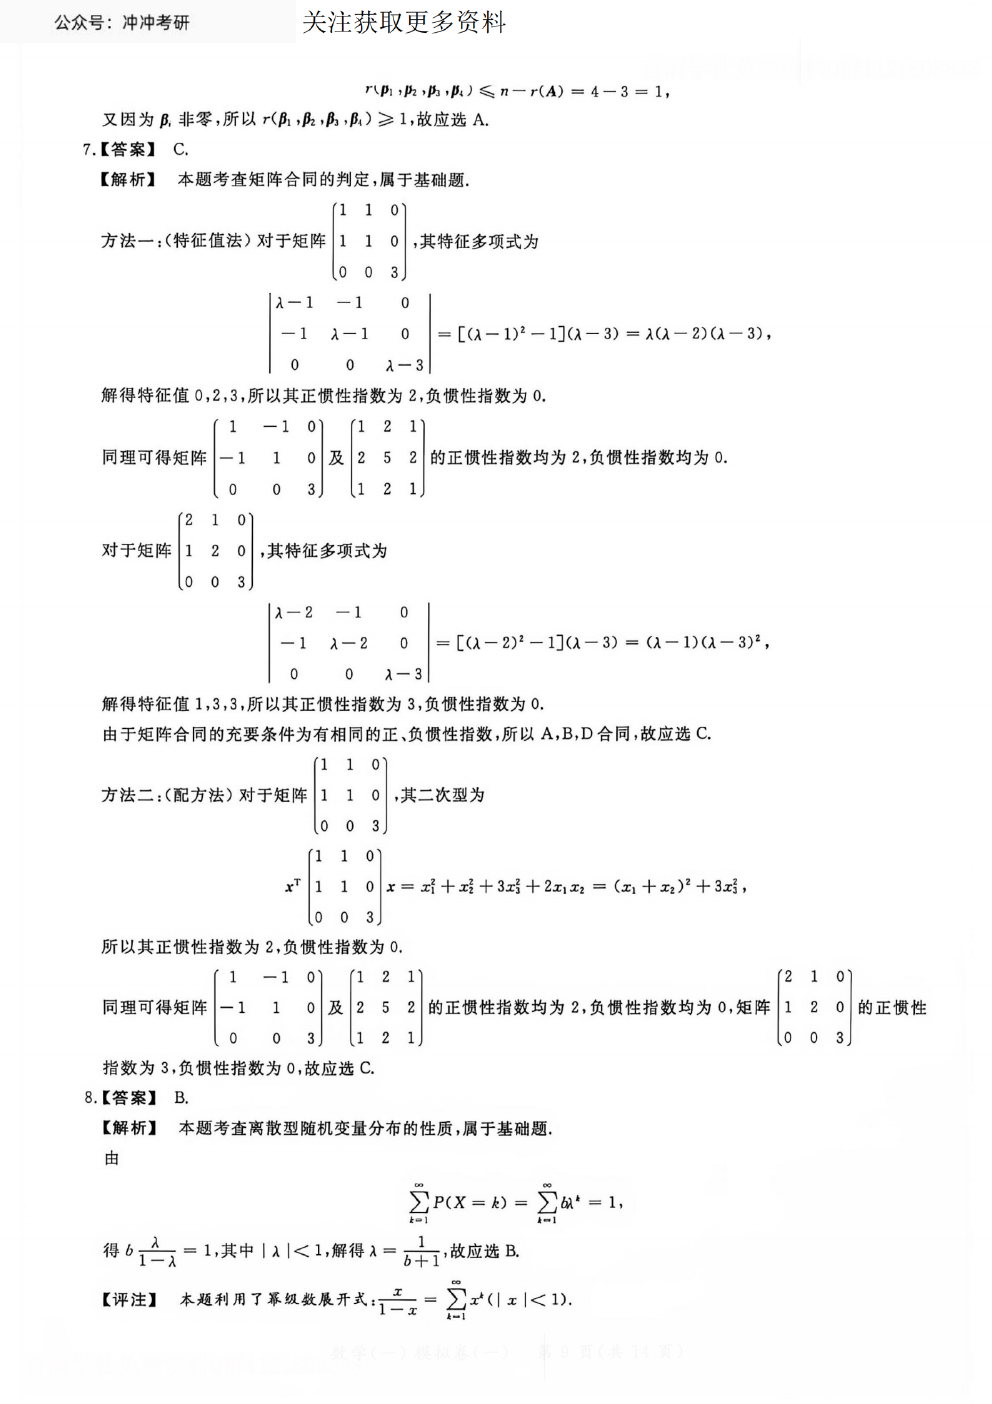 公众号：冲冲考研
关注获取更多资料
r(β₁,β₂,β₃,β₄) ⩽ n－r(A) = 4－3 = 1,
又因为 βᵢ 非零,所以 r(β₁,β₂,β₃,β₄) ⩾ 1,故应选 A.
7.【答案】 C.
【解析】 本题考查矩阵合同的判定,属于基础题.
1 1 0
方法一:(特征值法)对于矩阵 1 1 0 ,其特征多项式为
0 0 3
λ－1 －1 0
－1 λ－1 0 = [(λ－1)²－1](λ－3) = λ(λ－2)(λ－3),
0 0 λ－3
解得特征值 0,2,3,所以其正惯性指数为 2,负惯性指数为 0.
1 －1 0 1 2 1
同理可得矩阵 －1 1 0 及 2 5 2 的正惯性指数均为 2,负惯性指数均为 0.
0 0 3 1 2 1
2 1 0
对于矩阵 1 2 0 ,其特征多项式为
0 0 3
λ－2 －1 0
－1 λ－2 0 = [(λ－2)²－1](λ－3) = (λ－1)(λ－3)²,
0 0 λ－3
解得特征值 1,3,3,所以其正惯性指数为 3,负惯性指数为 0.
由于矩阵合同的充要条件为有相同的正、负惯性指数,所以 A,B,D 合同,故应选 C.
1 1 0
方法二:(配方法)对于矩阵 1 1 0 ,其二次型为
0 0 3
1 1 0
xᵀ 1 1 0 x = x₁²＋x₂²＋3x₃²＋2x₁x₂ = (x₁＋x₂)²＋3x₃²,
0 0 3
所以其正惯性指数为 2,负惯性指数为 0.
1 －1 0 1 2 1 2 1 0
同理可得矩阵 －1 1 0 及 2 5 2 的正惯性指数均为 2,负惯性指数均为 0,矩阵 1 2 0 的正惯性
0 0 3 1 2 1 0 0 3
指数为 3,负惯性指数为 0,故应选 C.
8.【答案】 B.
【解析】 本题考查离散型随机变量分布的性质,属于基础题.
由
∑_{k=1}^{∞} P(X = k) = ∑_{k=1}^{∞} bλᵏ = 1,
得 b λ/(1－λ) = 1,其中 |λ|＜1,解得 λ = 1/(b＋1),故应选 B.
【评注】 本题利用了幂级数展开式: x/(1－x) = ∑_{k=1}^{∞} xᵏ(|x|＜1).
数学(一)模拟卷(一) 第 9 页(共 14 页)